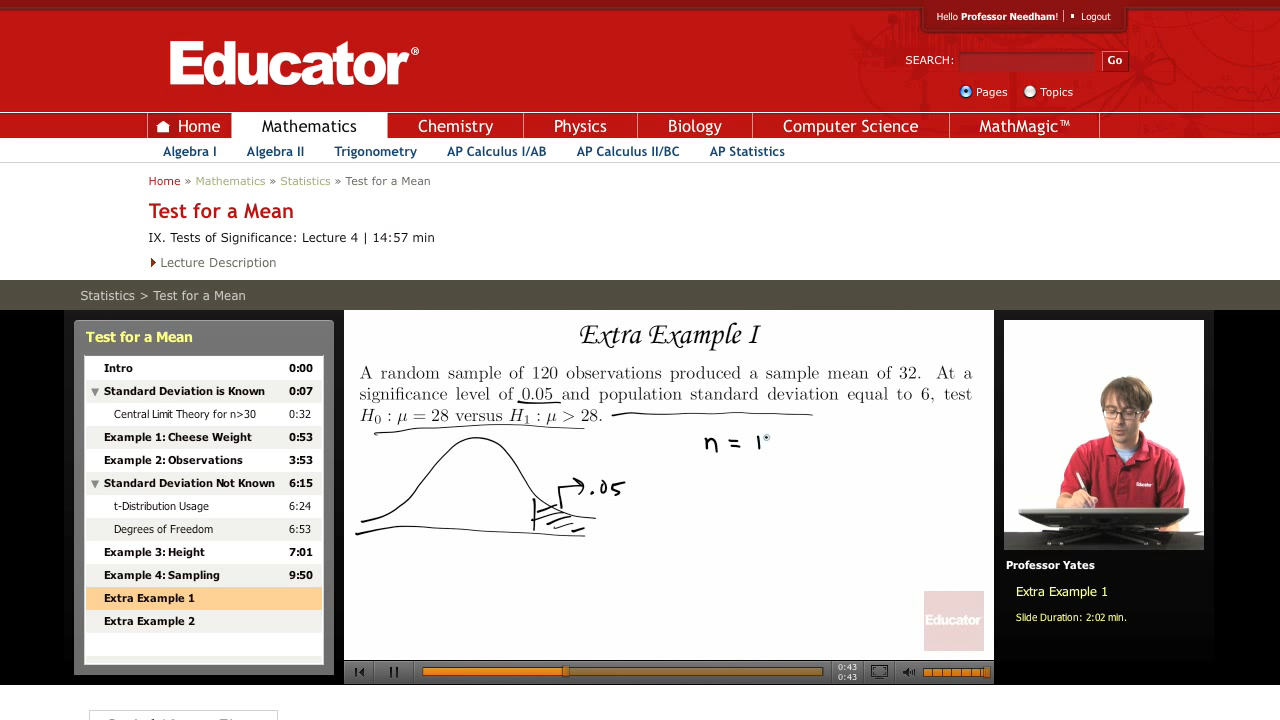 Hello Professor Needham! Logout
Educator®
SEARCH: Go
Pages Topics
Home Mathematics Chemistry Physics Biology Computer Science MathMagic™
Algebra I Algebra II Trigonometry AP Calculus I/AB AP Calculus II/BC AP Statistics
Home » Mathematics » Statistics » Test for a Mean
Test for a Mean
IX. Tests of Significance: Lecture 4 | 14:57 min
Lecture Description
Statistics > Test for a Mean
Test for a Mean
Intro 0:00
Standard Deviation is Known 0:07
Central Limit Theory for n>30 0:32
Example 1: Cheese Weight 0:53
Example 2: Observations 3:53
Standard Deviation Not Known 6:15
t-Distribution Usage 6:24
Degrees of Freedom 6:53
Example 3: Height 7:01
Example 4: Sampling 9:50
Extra Example 1
Extra Example 2
Extra Example I
A random sample of 120 observations produced a sample mean of 32. At a
significance level of 0.05 and population standard deviation equal to 6, test
H₀ : μ = 28 versus H₁ : μ > 28.
n = 1
.05
Educator
0:43
0:43
Educator
Professor Yates
Extra Example 1
Slide Duration: 2:02 min.